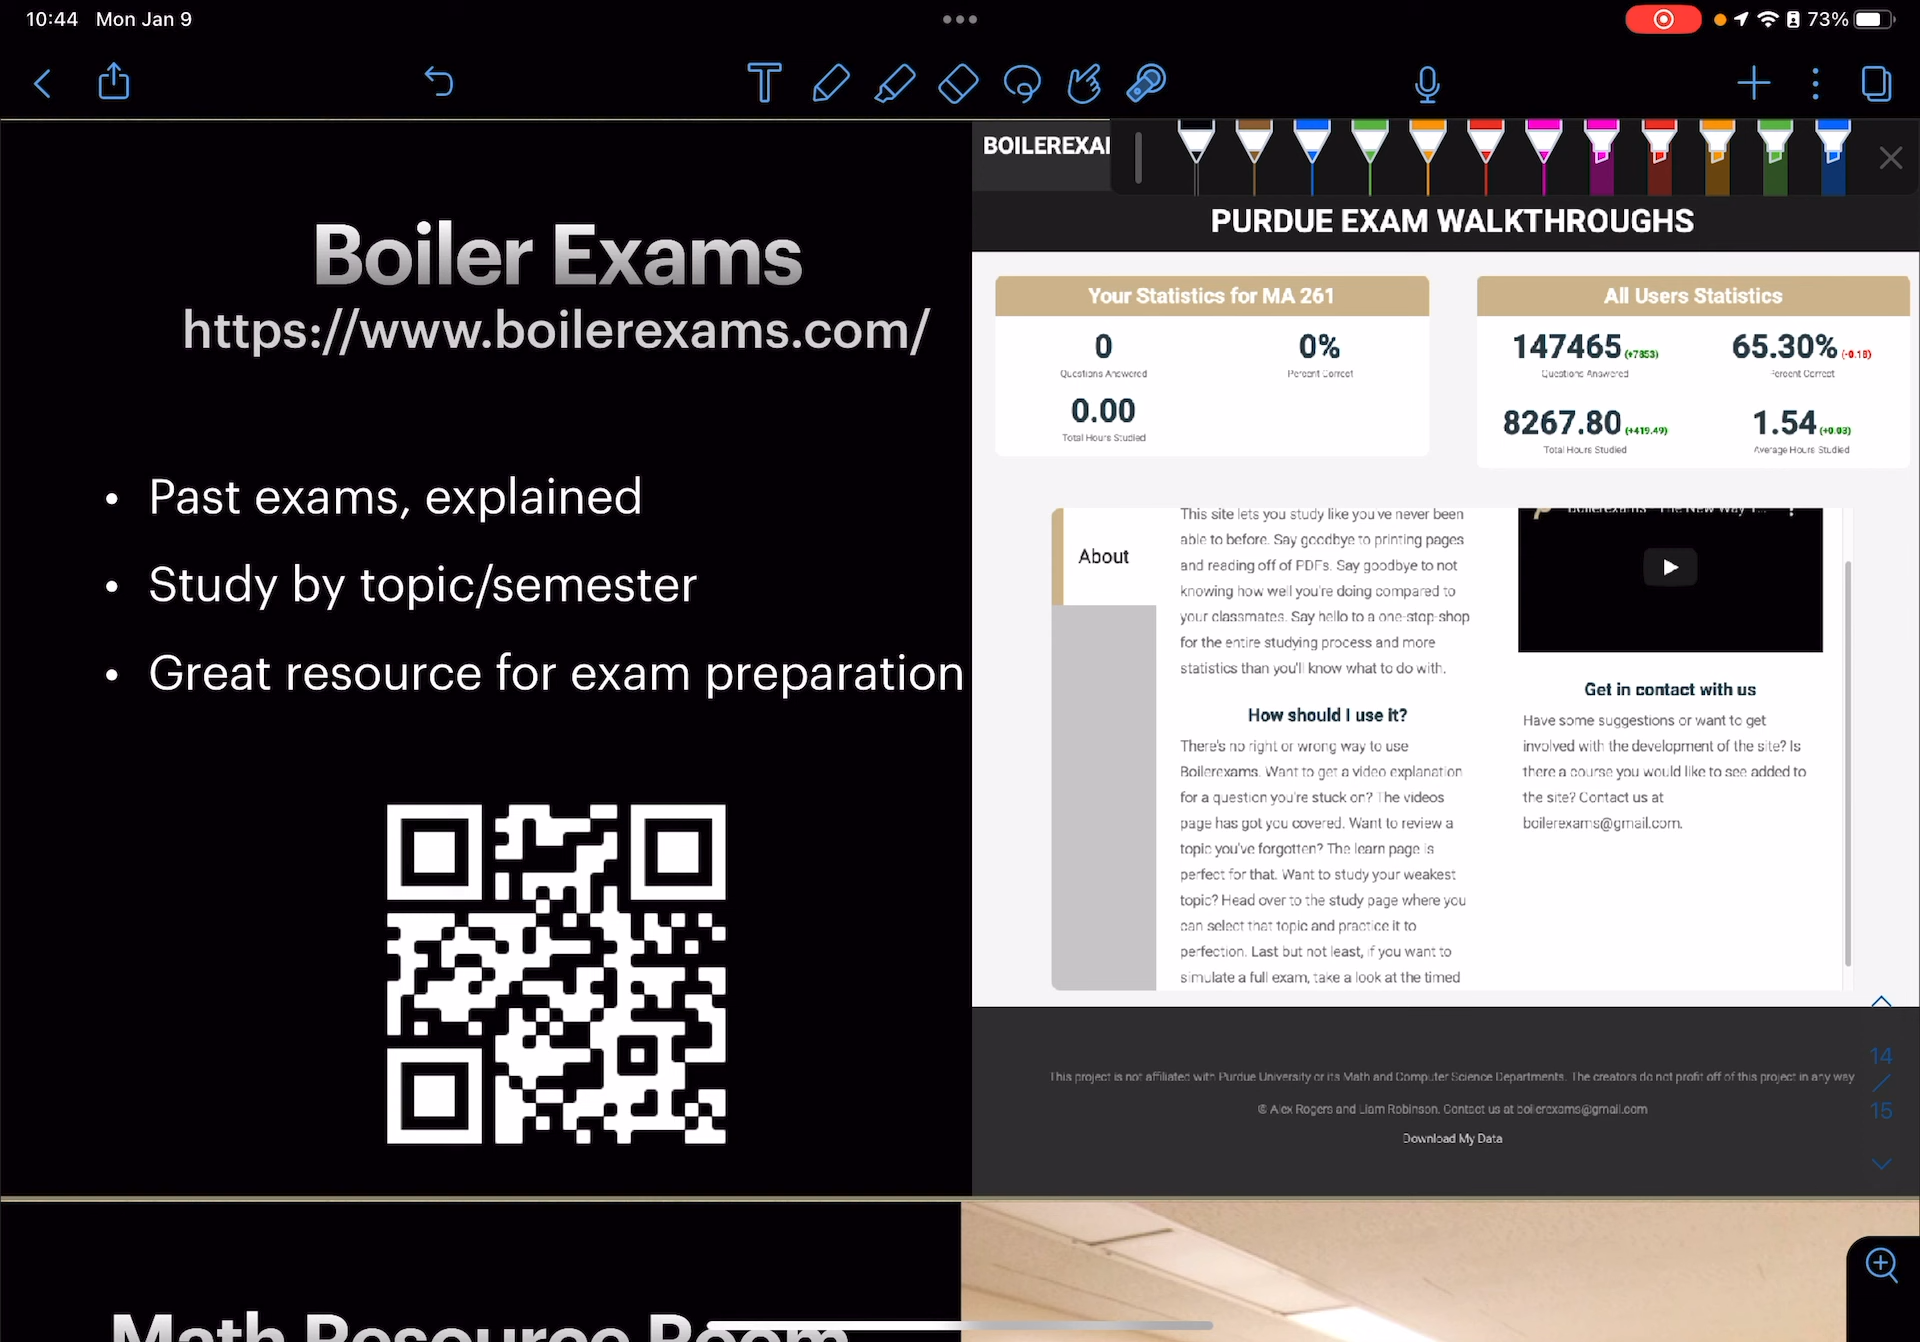 10:44 Mon Jan 9
73%
BOILEREXAI
PURDUE EXAM WALKTHROUGHS
Boiler Exams
https://www.boilerexams.com/
• Past exams, explained
• Study by topic/semester
• Great resource for exam preparation
Your Statistics for MA 261
0
Questions Answered
0%
Percent Correct
0.00
Total Hours Studied
All Users Statistics
147465 (+7853)
Questions Answered
65.30% (-0.18)
Percent Correct
8267.80 (+419.49)
Total Hours Studied
1.54 (+0.03)
Average Hours Studied
About
This site lets you study like you've never been
able to before. Say goodbye to printing pages
and reading off of PDFs. Say goodbye to not
knowing how well you're doing compared to
your classmates. Say hello to a one-stop-shop
for the entire studying process and more
statistics than you'll know what to do with.
How should I use it?
There's no right or wrong way to use
Boilerexams. Want to get a video explanation
for a question you're stuck on? The videos
page has got you covered. Want to review a
topic you've forgotten? The learn page is
perfect for that. Want to study your weakest
topic? Head over to the study page where you
can select that topic and practice it to
perfection. Last but not least, if you want to
simulate a full exam, take a look at the timed
Boilerexams - The New Way T...
Get in contact with us
Have some suggestions or want to get
involved with the development of the site? Is
there a course you would like to see added to
the site? Contact us at
boilerexams@gmail.com.
This project is not affiliated with Purdue University or its Math and Computer Science Departments. The creators do not profit off of this project in any way
© Alex Rogers and Liam Robinson. Contact us at boilerexams@gmail.com
Download My Data
14
/
15
Math Resource Room